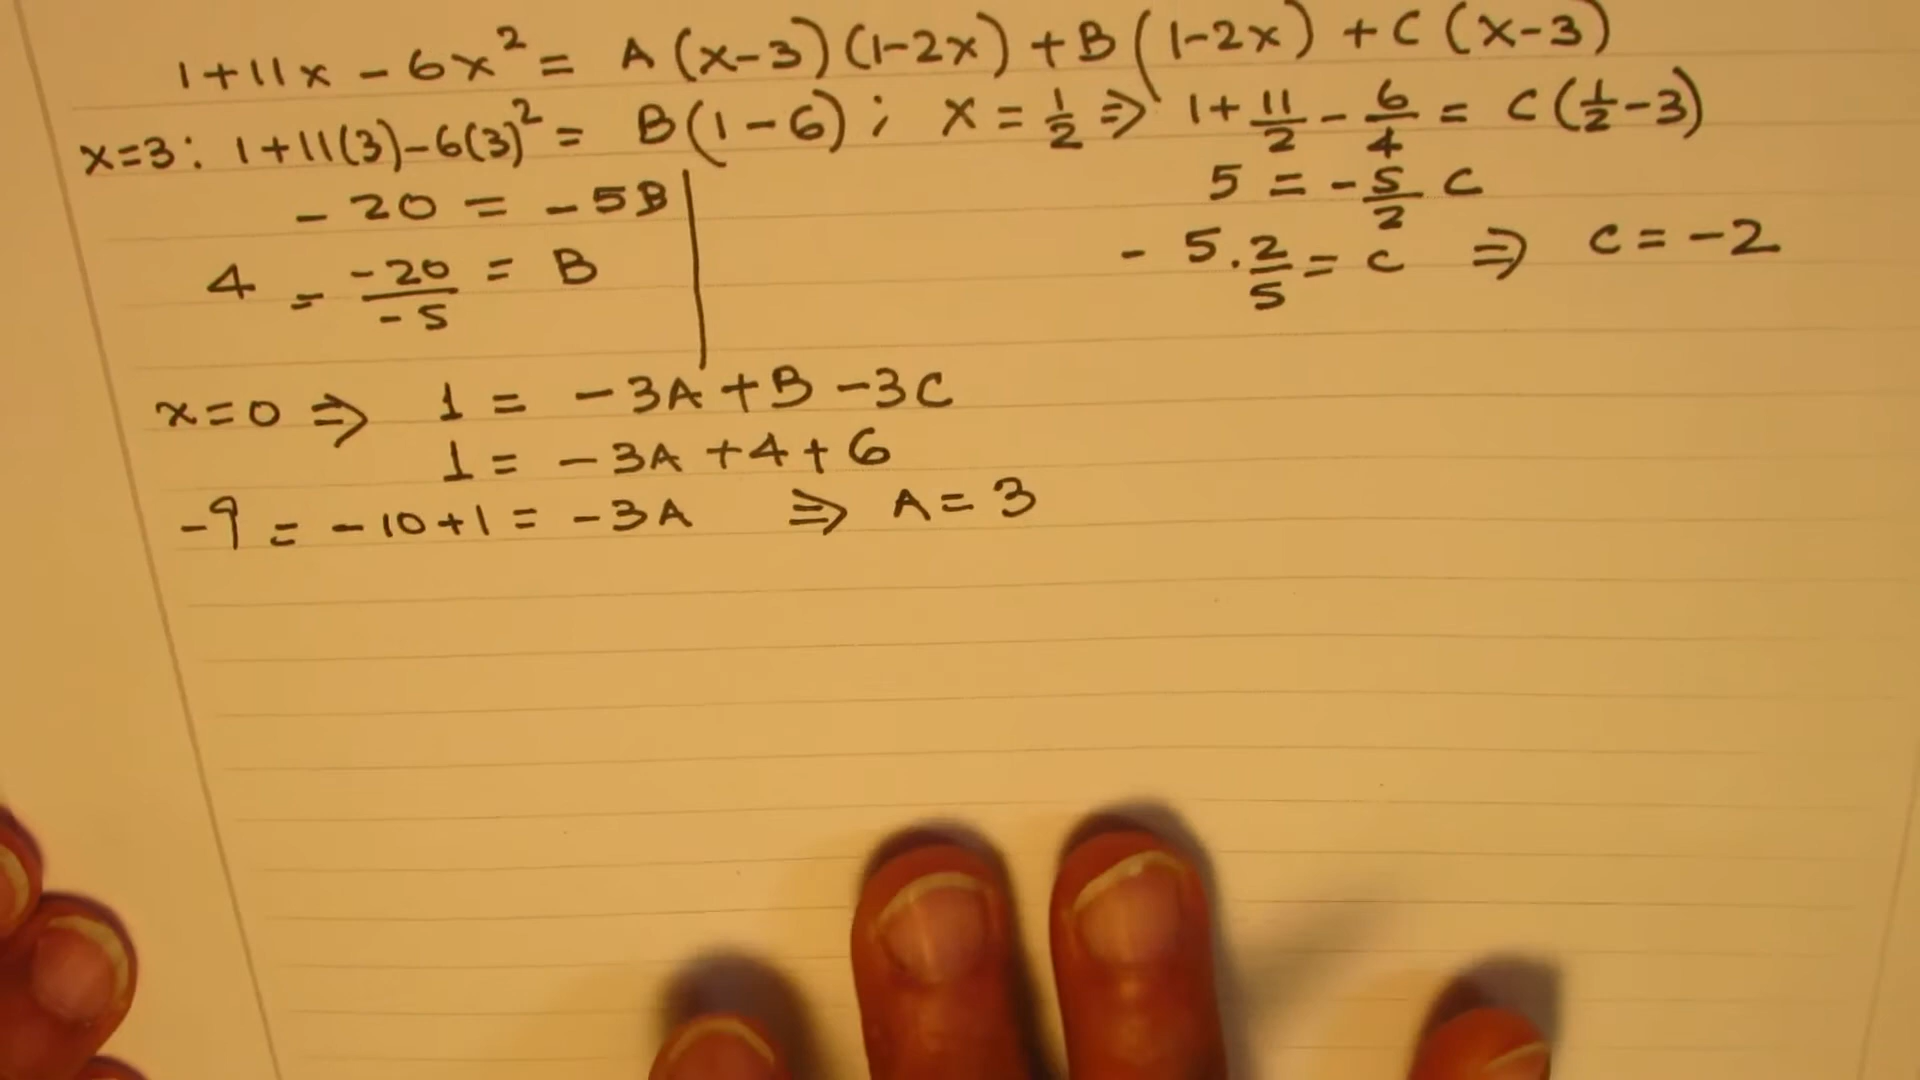 1+11x-6x² = A(x-3)(1-2x)+B(1-2x)+C(x-3)
x=3: 1+11(3)-6(3)² = B(1-6); x=1/2 ⇒ 1+11/2-6/4 = C(1/2-3)
-20 = -5B
5 = -5/2 C
4 = -20/-5 = B
-5.2/5 = C ⇒ C=-2
x=0 ⇒ 1 = -3A+B-3C
1 = -3A+4+6
-9 = -10+1 = -3A ⇒ A=3